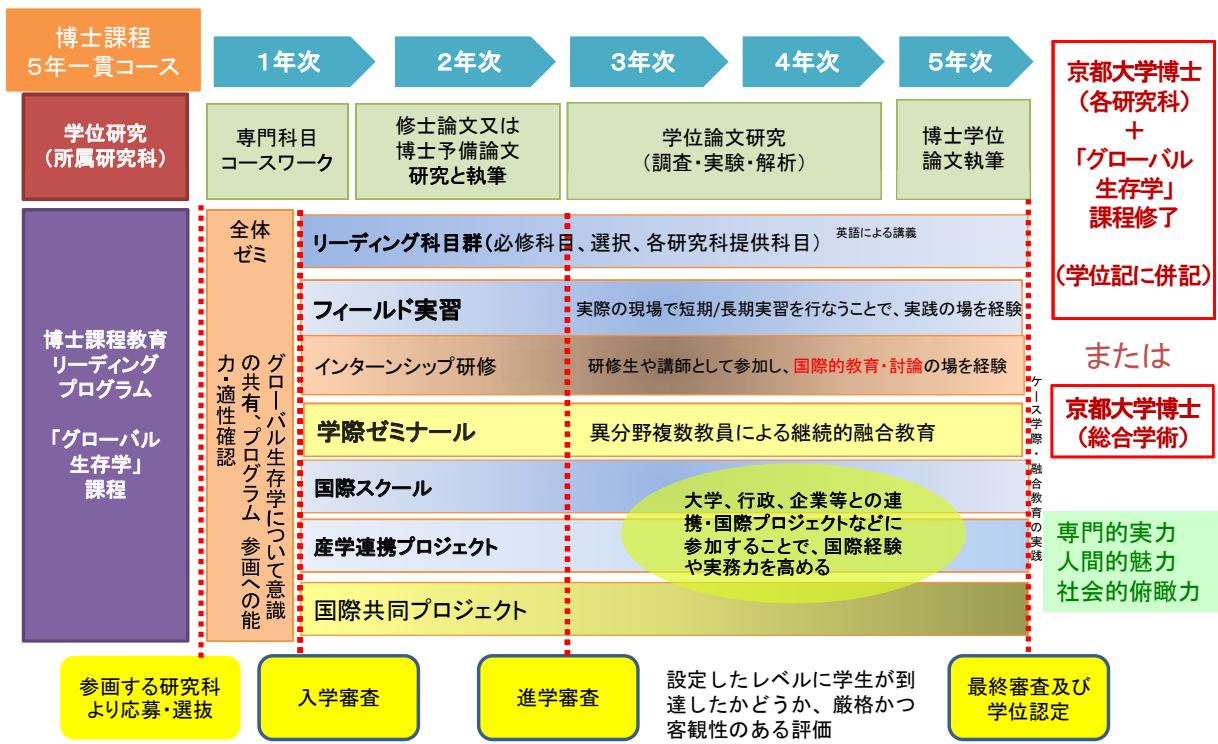 博士課程
５年一貫コース
１年次
２年次
３年次
４年次
５年次
学位研究
（所属研究科）
専門科目
コースワーク
修士論文又は
博士予備論文
研究と執筆
学位論文研究
（調査・実験・解析）
博士学位
論文執筆
京都大学博士
（各研究科）
＋
「グローバル
生存学」
課程修了
（学位記に併記）
または
京都大学博士
（総合学術）
専門的実力
人間的魅力
社会的俯瞰力
博士課程教育
リーディング
プログラム
「グローバル
生存学」
課程
全体
ゼミ
グローバル生存学について意識
の共有、プログラム 参画への能
力・適性確認
リーディング科目群（必修科目、選択、各研究科提供科目） 英語による講義
フィールド実習 実際の現場で短期/長期実習を行なうことで、実践の場を経験
インターンシップ研修 研修生や講師として参加し、国際的教育・討論の場を経験
学際ゼミナール 異分野複数教員による継続的融合教育
国際スクール
産学連携プロジェクト
国際共同プロジェクト
大学、行政、企業等との連
携・国際プロジェクトなどに
参加することで、国際経験
や実務力を高める
ケース学際・融合教育の実践
参画する研究科
より応募・選抜
入学審査
進学審査
設定したレベルに学生が到
達したかどうか、厳格かつ
客観性のある評価
最終審査及び
学位認定